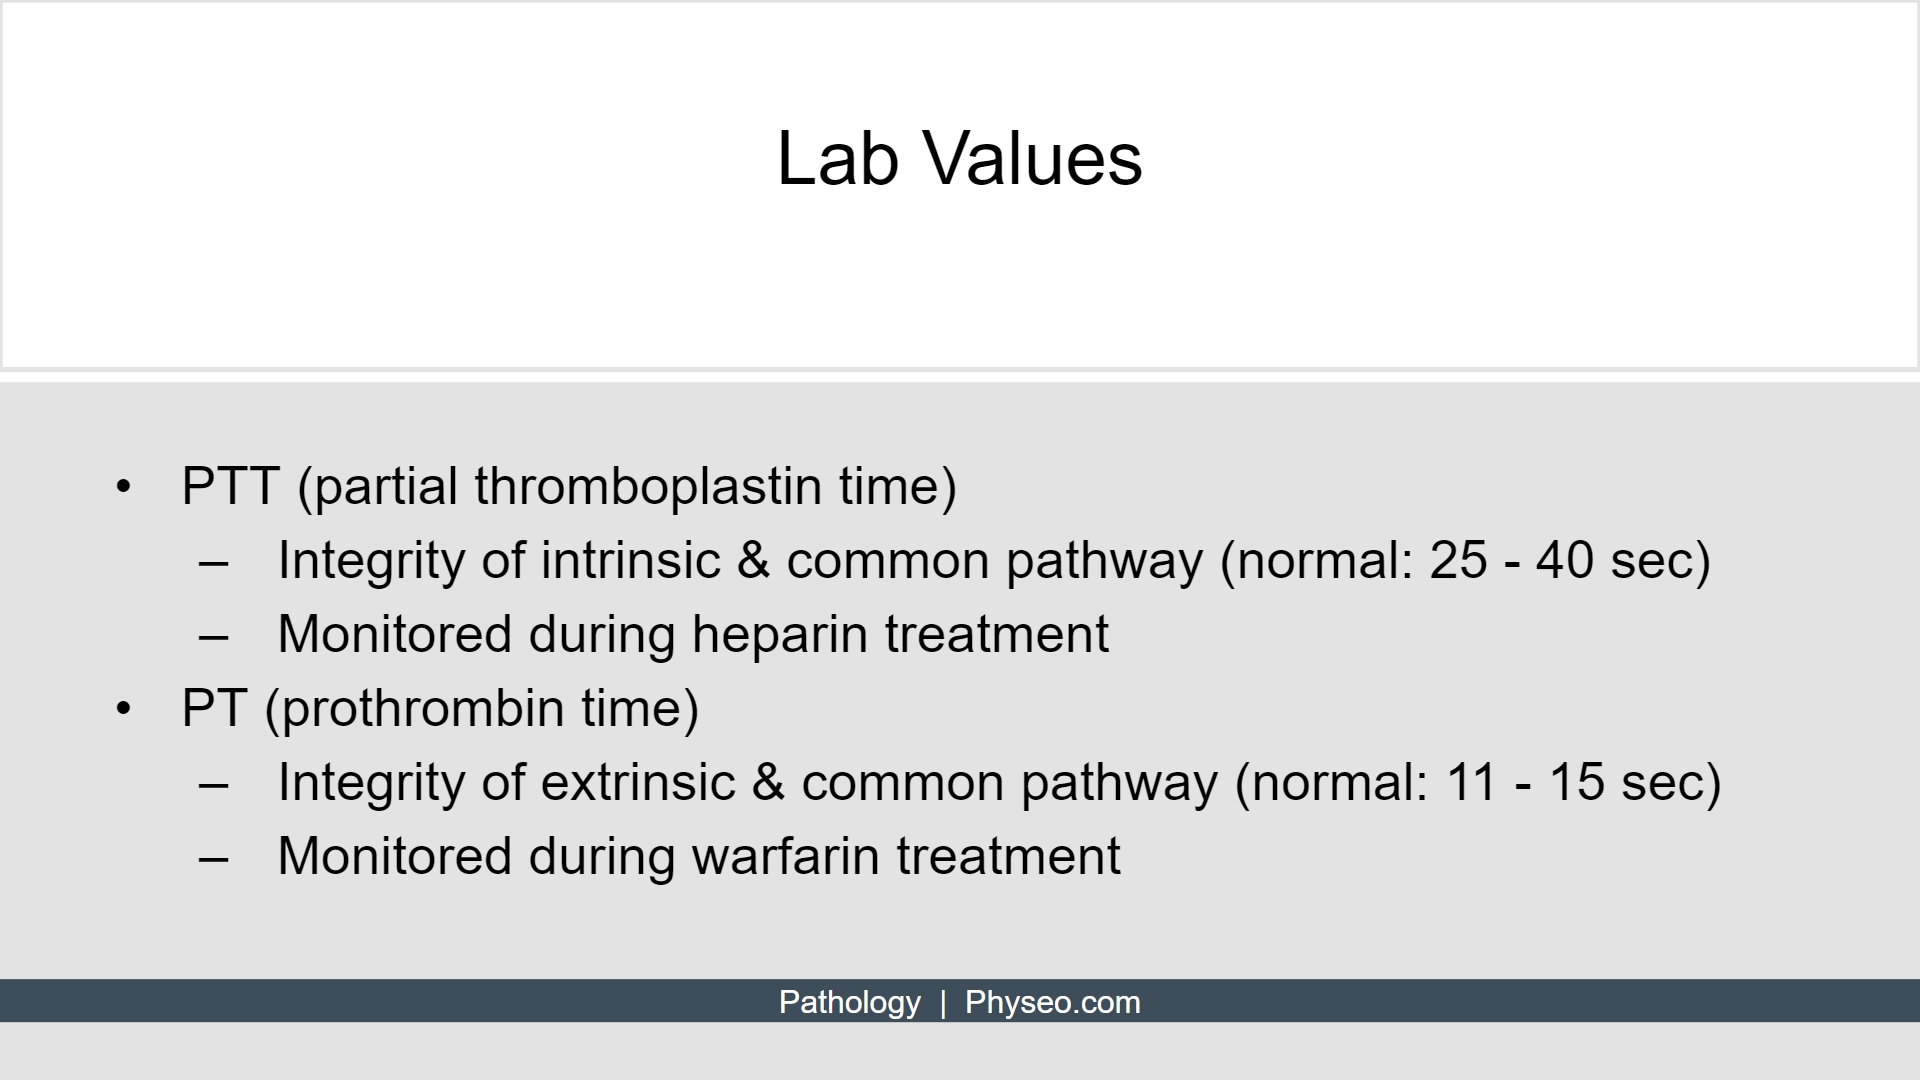 Lab Values
• PTT (partial thromboplastin time)
– Integrity of intrinsic & common pathway (normal: 25 - 40 sec)
– Monitored during heparin treatment
• PT (prothrombin time)
– Integrity of extrinsic & common pathway (normal: 11 - 15 sec)
– Monitored during warfarin treatment
Pathology | Physeo.com